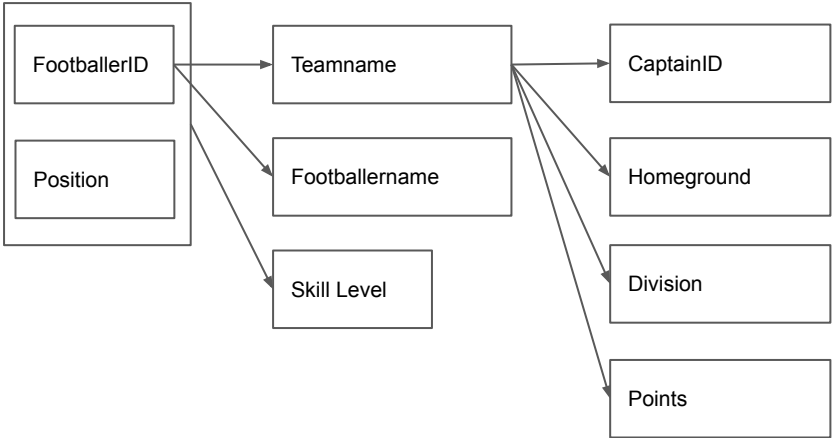 FootballerID
Teamname
CaptainID
Position
Footballername
Homeground
Skill Level
Division
Points